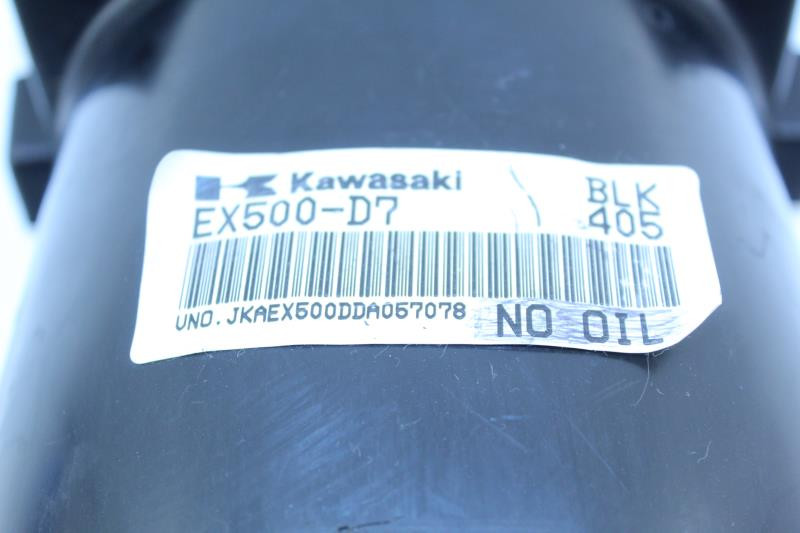 Kawasaki BLK
EX500-D7 405
UNO. JKAEX500DDA057078 NO OIL